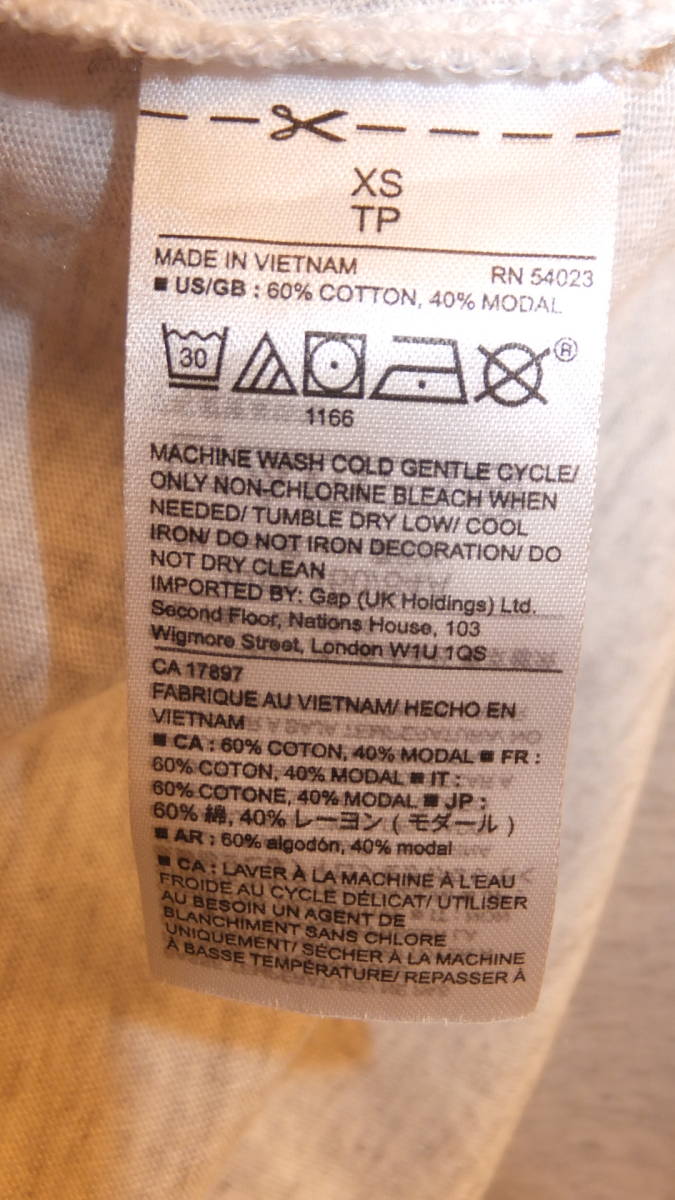 XS
TP
MADE IN VIETNAM RN 54023
■ US/GB : 60% COTTON, 40% MODAL
30
®
1166
MACHINE WASH COLD GENTLE CYCLE/
ONLY NON-CHLORINE BLEACH WHEN
NEEDED/ TUMBLE DRY LOW/ COOL
IRON/ DO NOT IRON DECORATION/ DO
NOT DRY CLEAN
IMPORTED BY: Gap (UK Holdings) Ltd.
Second Floor, Nations House, 103
Wigmore Street, London W1U 1QS
CA 17897
FABRIQUE AU VIETNAM/ HECHO EN
VIETNAM
■ CA : 60% COTON, 40% MODAL ■ FR :
60% COTON, 40% MODAL ■ IT :
60% COTONE, 40% MODAL ■ JP :
60% 綿, 40% レーヨン ( モダール )
■ AR : 60% algodón, 40% modal
■ CA : LAVER À LA MACHINE À L'EAU
FROIDE AU CYCLE DÉLICAT/ UTILISER
AU BESOIN UN AGENT DE
BLANCHIMENT SANS CHLORE
UNIQUEMENT/ SÉCHER À LA MACHINE
À BASSE TEMPÉRATURE/ REPASSER À